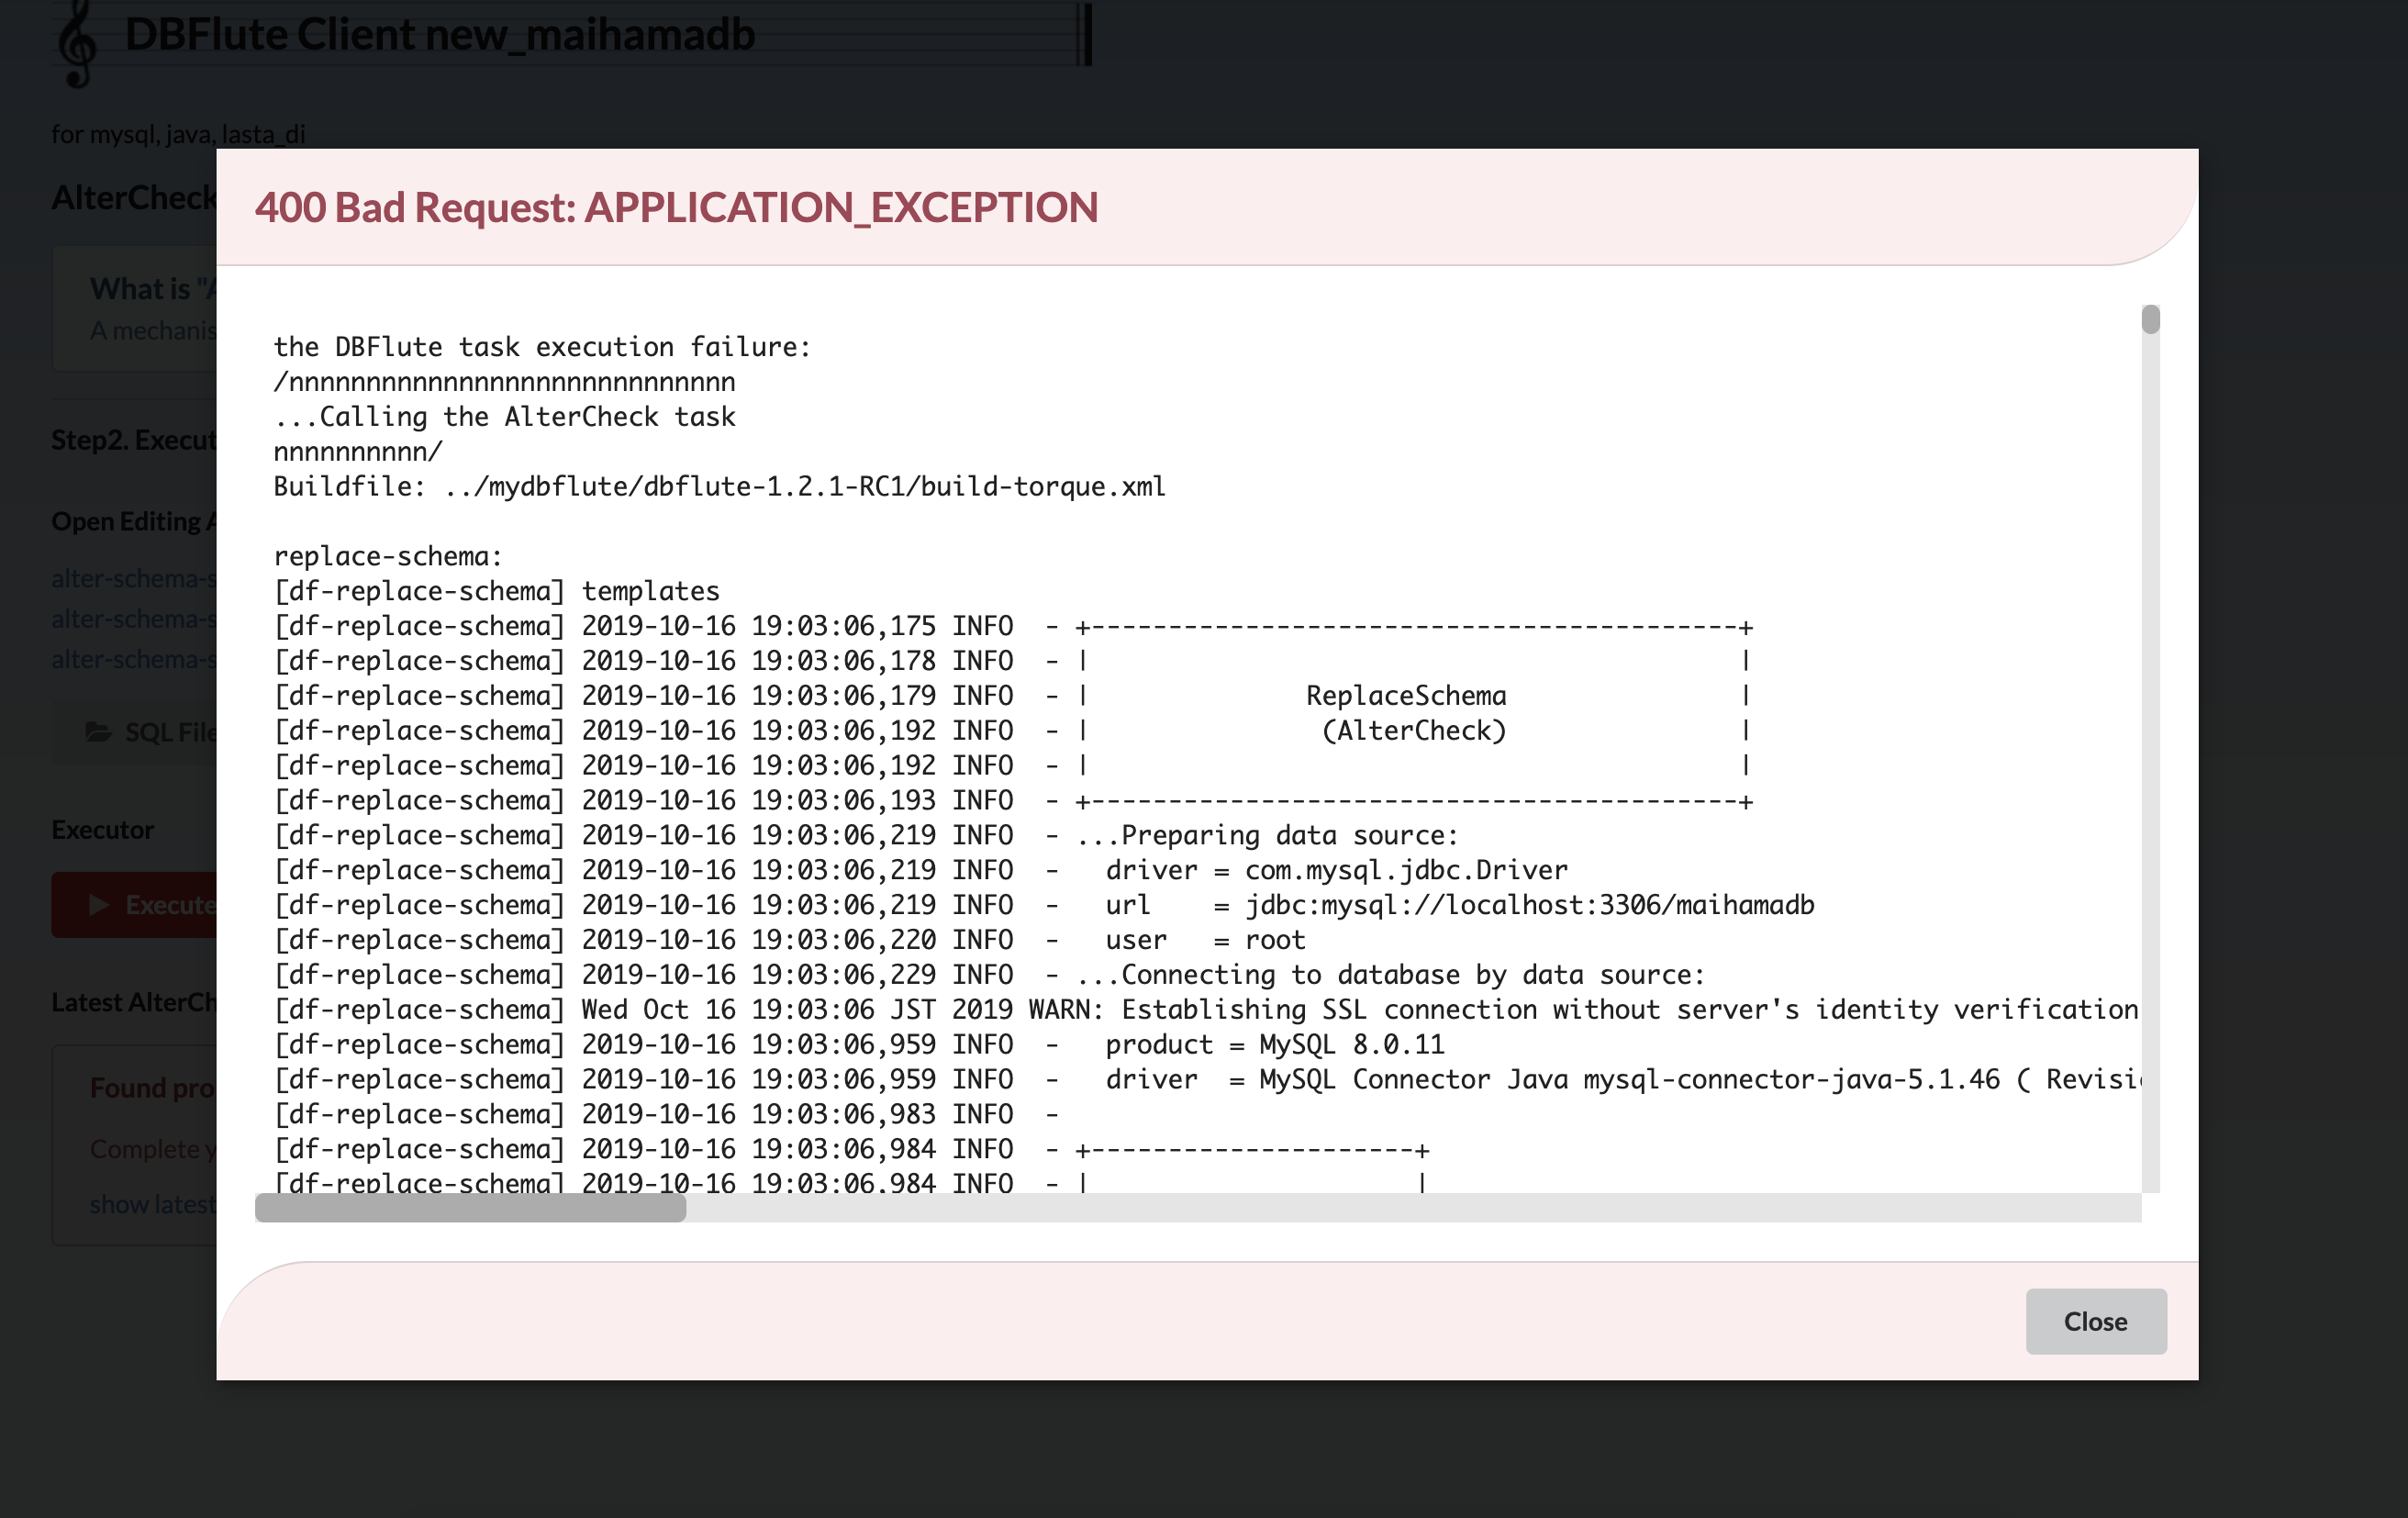 DBFlute Client new_maihamadb
for mysql, java, lasta_di
AlterCheck
What is "
A mechanis
Step2. Execut
Open Editing
alter-schema-s
alter-schema-s
alter-schema-s
SQL File
Executor
Execute
Latest AlterCh
Found pro
Complete y
show latest
400 Bad Request: APPLICATION_EXCEPTION
the DBFlute task execution failure:
/nnnnnnnnnnnnnnnnnnnnnnnnnnnnn
...Calling the AlterCheck task
nnnnnnnnnn/
Buildfile: ../mydbflute/dbflute-1.2.1-RC1/build-torque.xml
replace-schema:
[df-replace-schema] templates
[df-replace-schema] 2019-10-16 19:03:06,175 INFO  - +------------------------------------------+
[df-replace-schema] 2019-10-16 19:03:06,178 INFO  - |                                          |
[df-replace-schema] 2019-10-16 19:03:06,179 INFO  - |              ReplaceSchema               |
[df-replace-schema] 2019-10-16 19:03:06,192 INFO  - |               (AlterCheck)               |
[df-replace-schema] 2019-10-16 19:03:06,192 INFO  - |                                          |
[df-replace-schema] 2019-10-16 19:03:06,193 INFO  - +------------------------------------------+
[df-replace-schema] 2019-10-16 19:03:06,219 INFO  - ...Preparing data source:
[df-replace-schema] 2019-10-16 19:03:06,219 INFO  -   driver = com.mysql.jdbc.Driver
[df-replace-schema] 2019-10-16 19:03:06,219 INFO  -   url    = jdbc:mysql://localhost:3306/maihamadb
[df-replace-schema] 2019-10-16 19:03:06,220 INFO  -   user   = root
[df-replace-schema] 2019-10-16 19:03:06,229 INFO  - ...Connecting to database by data source:
[df-replace-schema] Wed Oct 16 19:03:06 JST 2019 WARN: Establishing SSL connection without server's identity verification
[df-replace-schema] 2019-10-16 19:03:06,959 INFO  -   product = MySQL 8.0.11
[df-replace-schema] 2019-10-16 19:03:06,959 INFO  -   driver  = MySQL Connector Java mysql-connector-java-5.1.46 ( Revisi
[df-replace-schema] 2019-10-16 19:03:06,983 INFO  -
[df-replace-schema] 2019-10-16 19:03:06,984 INFO  - +---------------------+
[df-replace-schema] 2019-10-16 19:03:06,984 INFO  - |                     |
Close